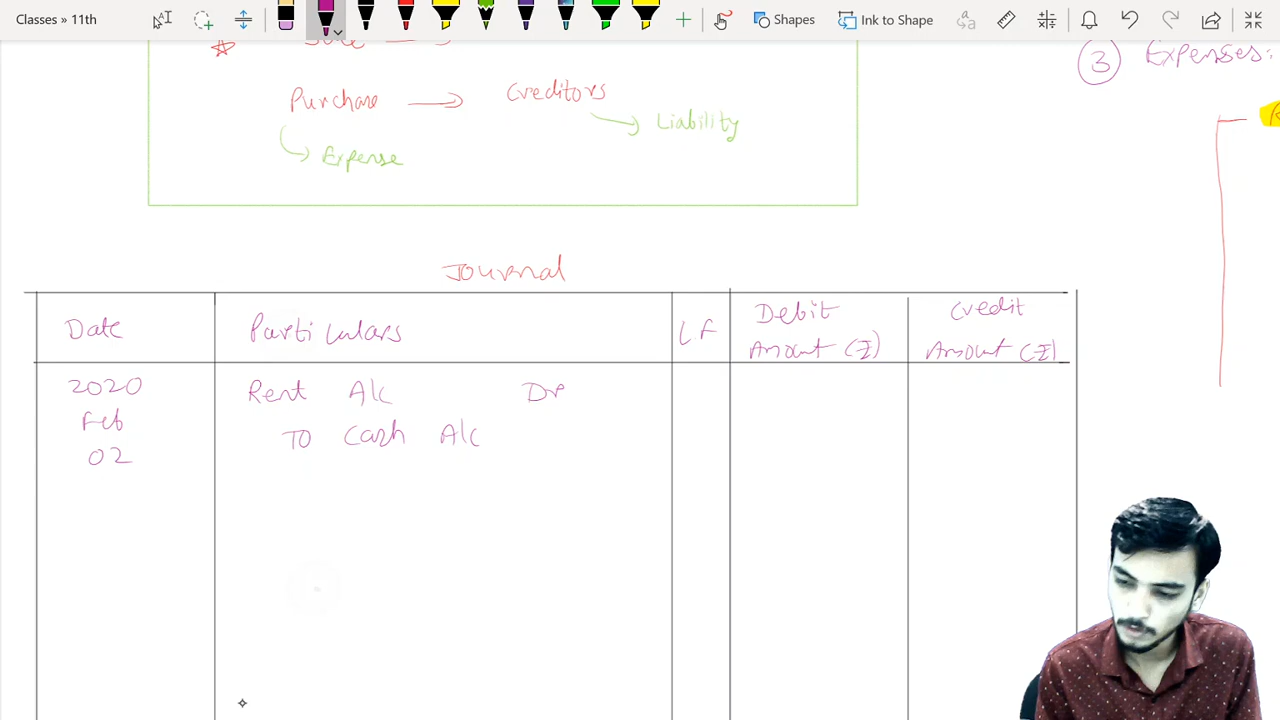 Classes » 11th
Shapes
Ink to Shape
Purchase → Creditors
Liability
Expense
3 Expenses:
Journal
Date Particulars LF Debit Amount (₹) Credit Amount (₹)
2020 Rent A/c Dr
Feb To Cash A/c
02